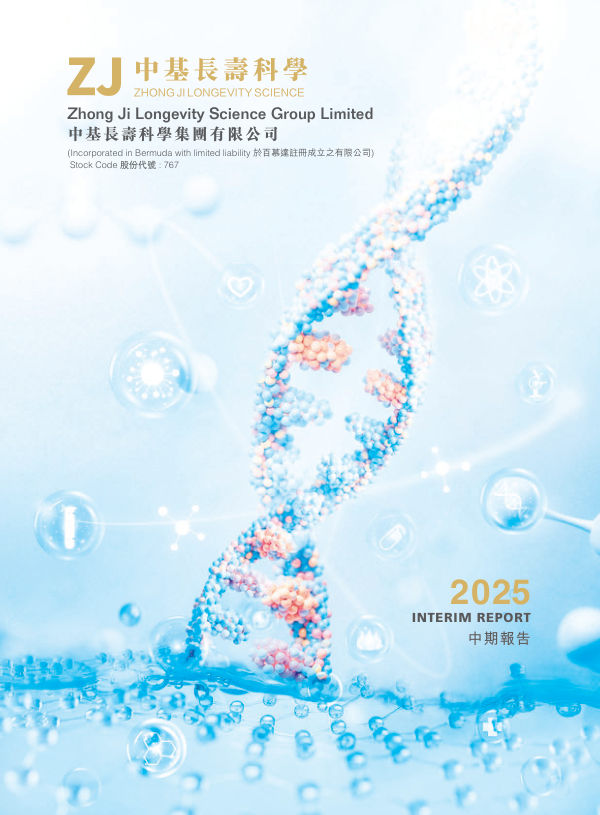 ZJ 中基長壽科學
ZHONG JI LONGEVITY SCIENCE
Zhong Ji Longevity Science Group Limited
中基長壽科學集團有限公司
(Incorporated in Bermuda with limited liability 於百慕達註冊成立之有限公司)
Stock Code 股份代號 : 767
2025
INTERIM REPORT
中期報告